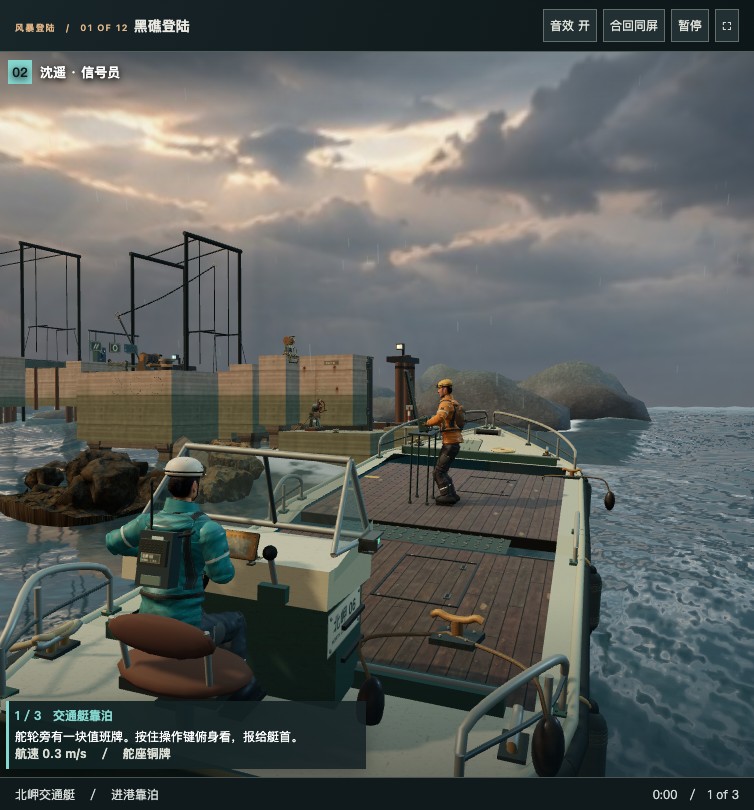 风暴登陆 / 01 OF 12 黑礁登陆
音效 开
合回同屏
暂停
02 沈遥 · 信号员
北岬 06
1 / 3 交通艇靠泊
舵轮旁有一块值班牌。按住操作键俯身看，报给艇首。
航速 0.3 m/s / 舵座铜牌
北岬交通艇 / 进港靠泊
0:00 / 1 of 3